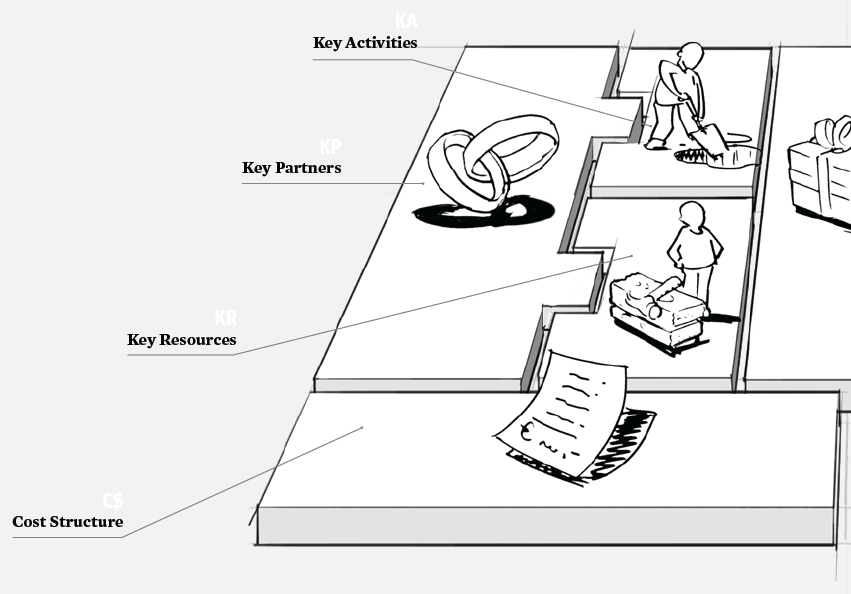 KA
Key Activities
KP
Key Partners
KR
Key Resources
C$
Cost Structure